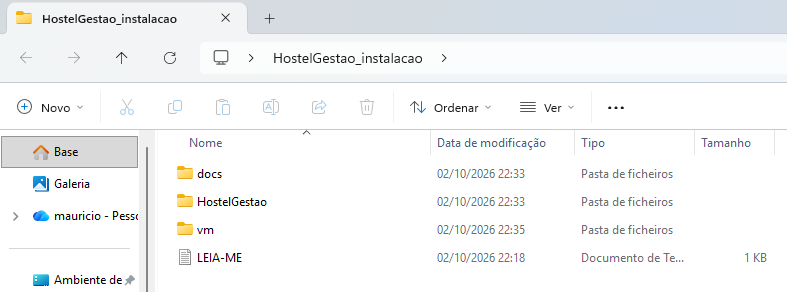 HostelGestao_instalacao
HostelGestao_instalacao
Novo Ordenar Ver
Nome Data de modificação Tipo Tamanho
Base
docs 02/10/2026 22:33 Pasta de ficheiros
Galeria
HostelGestao 02/10/2026 22:33 Pasta de ficheiros
mauricio - Pesso
vm 02/10/2026 22:35 Pasta de ficheiros
LEIA-ME 02/10/2026 22:18 Documento de Te... 1 KB
Ambiente de